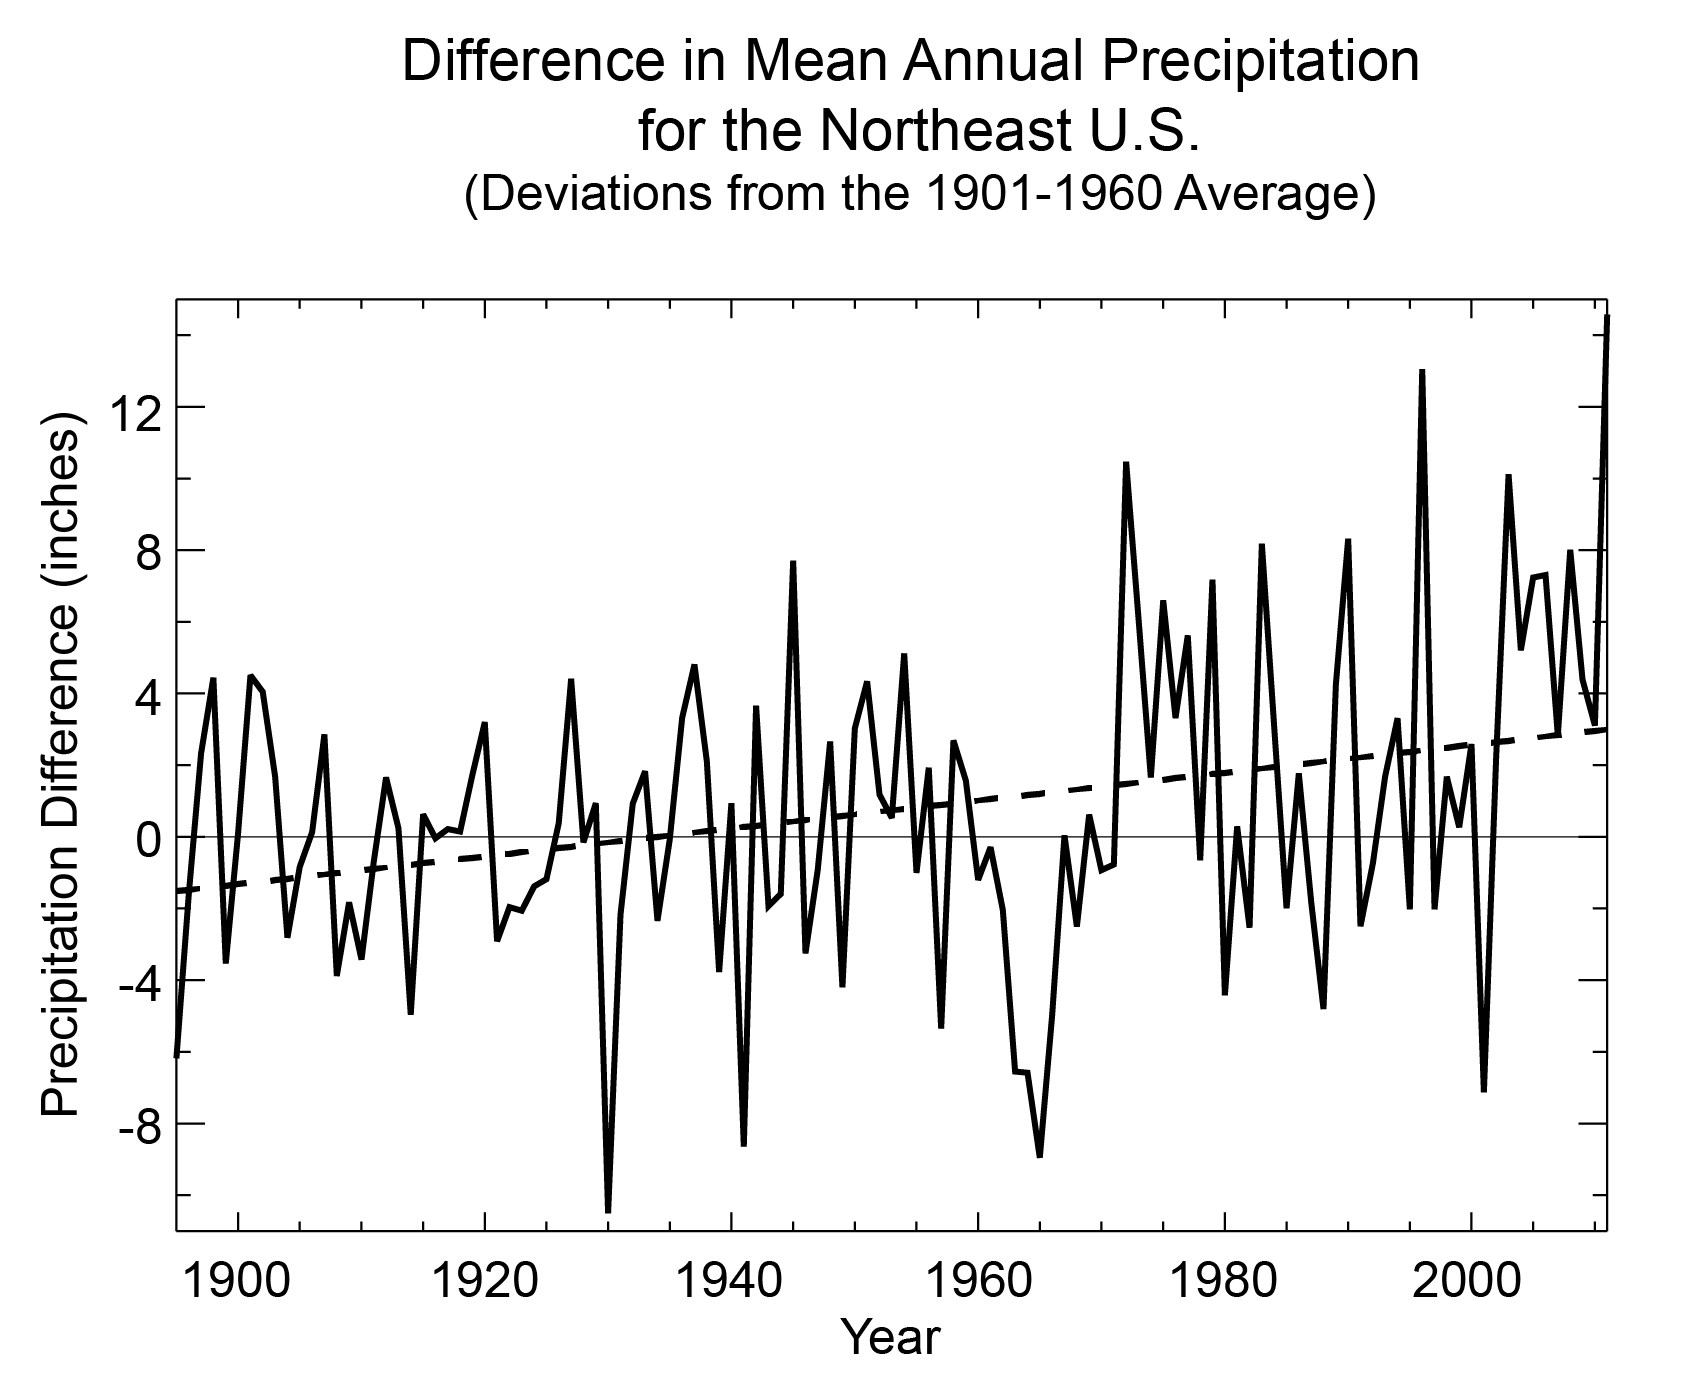 Difference in Mean Annual Precipitation
for the Northeast U.S.
(Deviations from the 1901-1960 Average)
Precipitation Difference (inches)
12
8
4
0
-4
-8
1900 1920 1940 1960 1980 2000
Year